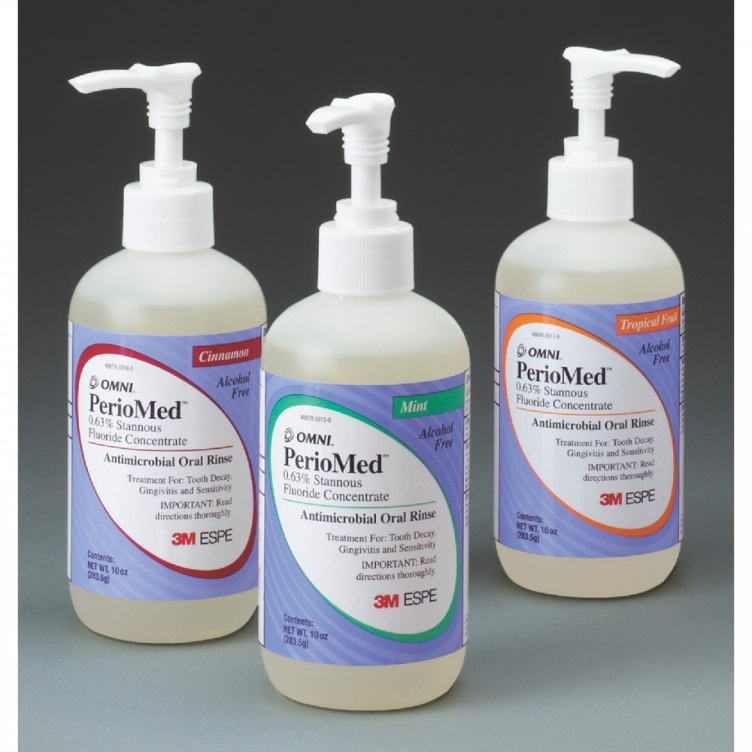 Cinnamon
Alcohol
Free
OMNI.
PerioMed™
0.63% Stannous
Fluoride Concentrate
Antimicrobial Oral Rinse
Treatment For: Tooth Decay,
Gingivitis and Sensitivity
IMPORTANT: Read
directions thoroughly.
3M ESPE
Contents:
NET WT. 10 oz
(283.5g)
Mint
Alcohol
Free
OMNI.
PerioMed™
0.63% Stannous
Fluoride Concentrate
Antimicrobial Oral Rinse
Treatment For: Tooth Decay,
Gingivitis and Sensitivity
IMPORTANT: Read
directions thoroughly.
3M ESPE
Contents:
NET WT. 10 oz
(283.5g)
Tropical Fruit
Alcohol
Free
OMNI.
PerioMed™
0.63% Stannous
Fluoride Concentrate
Antimicrobial Oral Rinse
Treatment For: Tooth Decay,
Gingivitis and Sensitivity
IMPORTANT: Read
directions thoroughly.
3M ESPE
Contents:
NET WT. 10 oz
(283.5g)